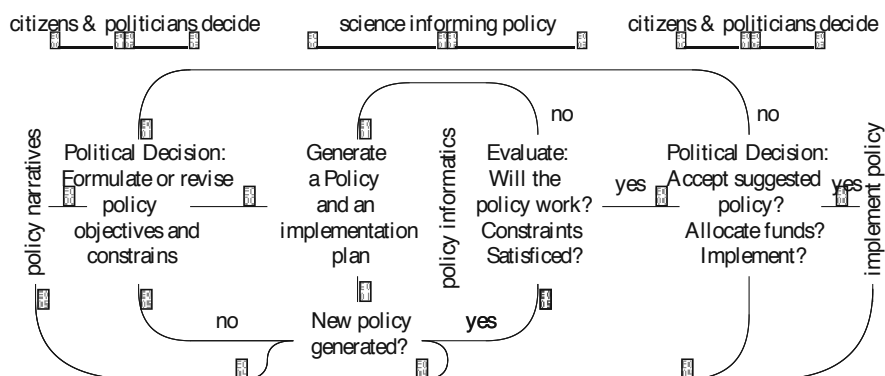 citizens & politicians decide
science informing policy
citizens & politicians decide
no
no
policy narratives
Political Decision:
Formulate or revise
policy
objectives and
constrains
Generate
a Policy
and an
implementation
plan
policy informatics
Evaluate:
Will the
policy work?
Constraints
Satisficed?
yes
Political Decision:
Accept suggested
policy?
Allocate funds?
Implement?
yes
implement policy
no
New policy
generated?
yes